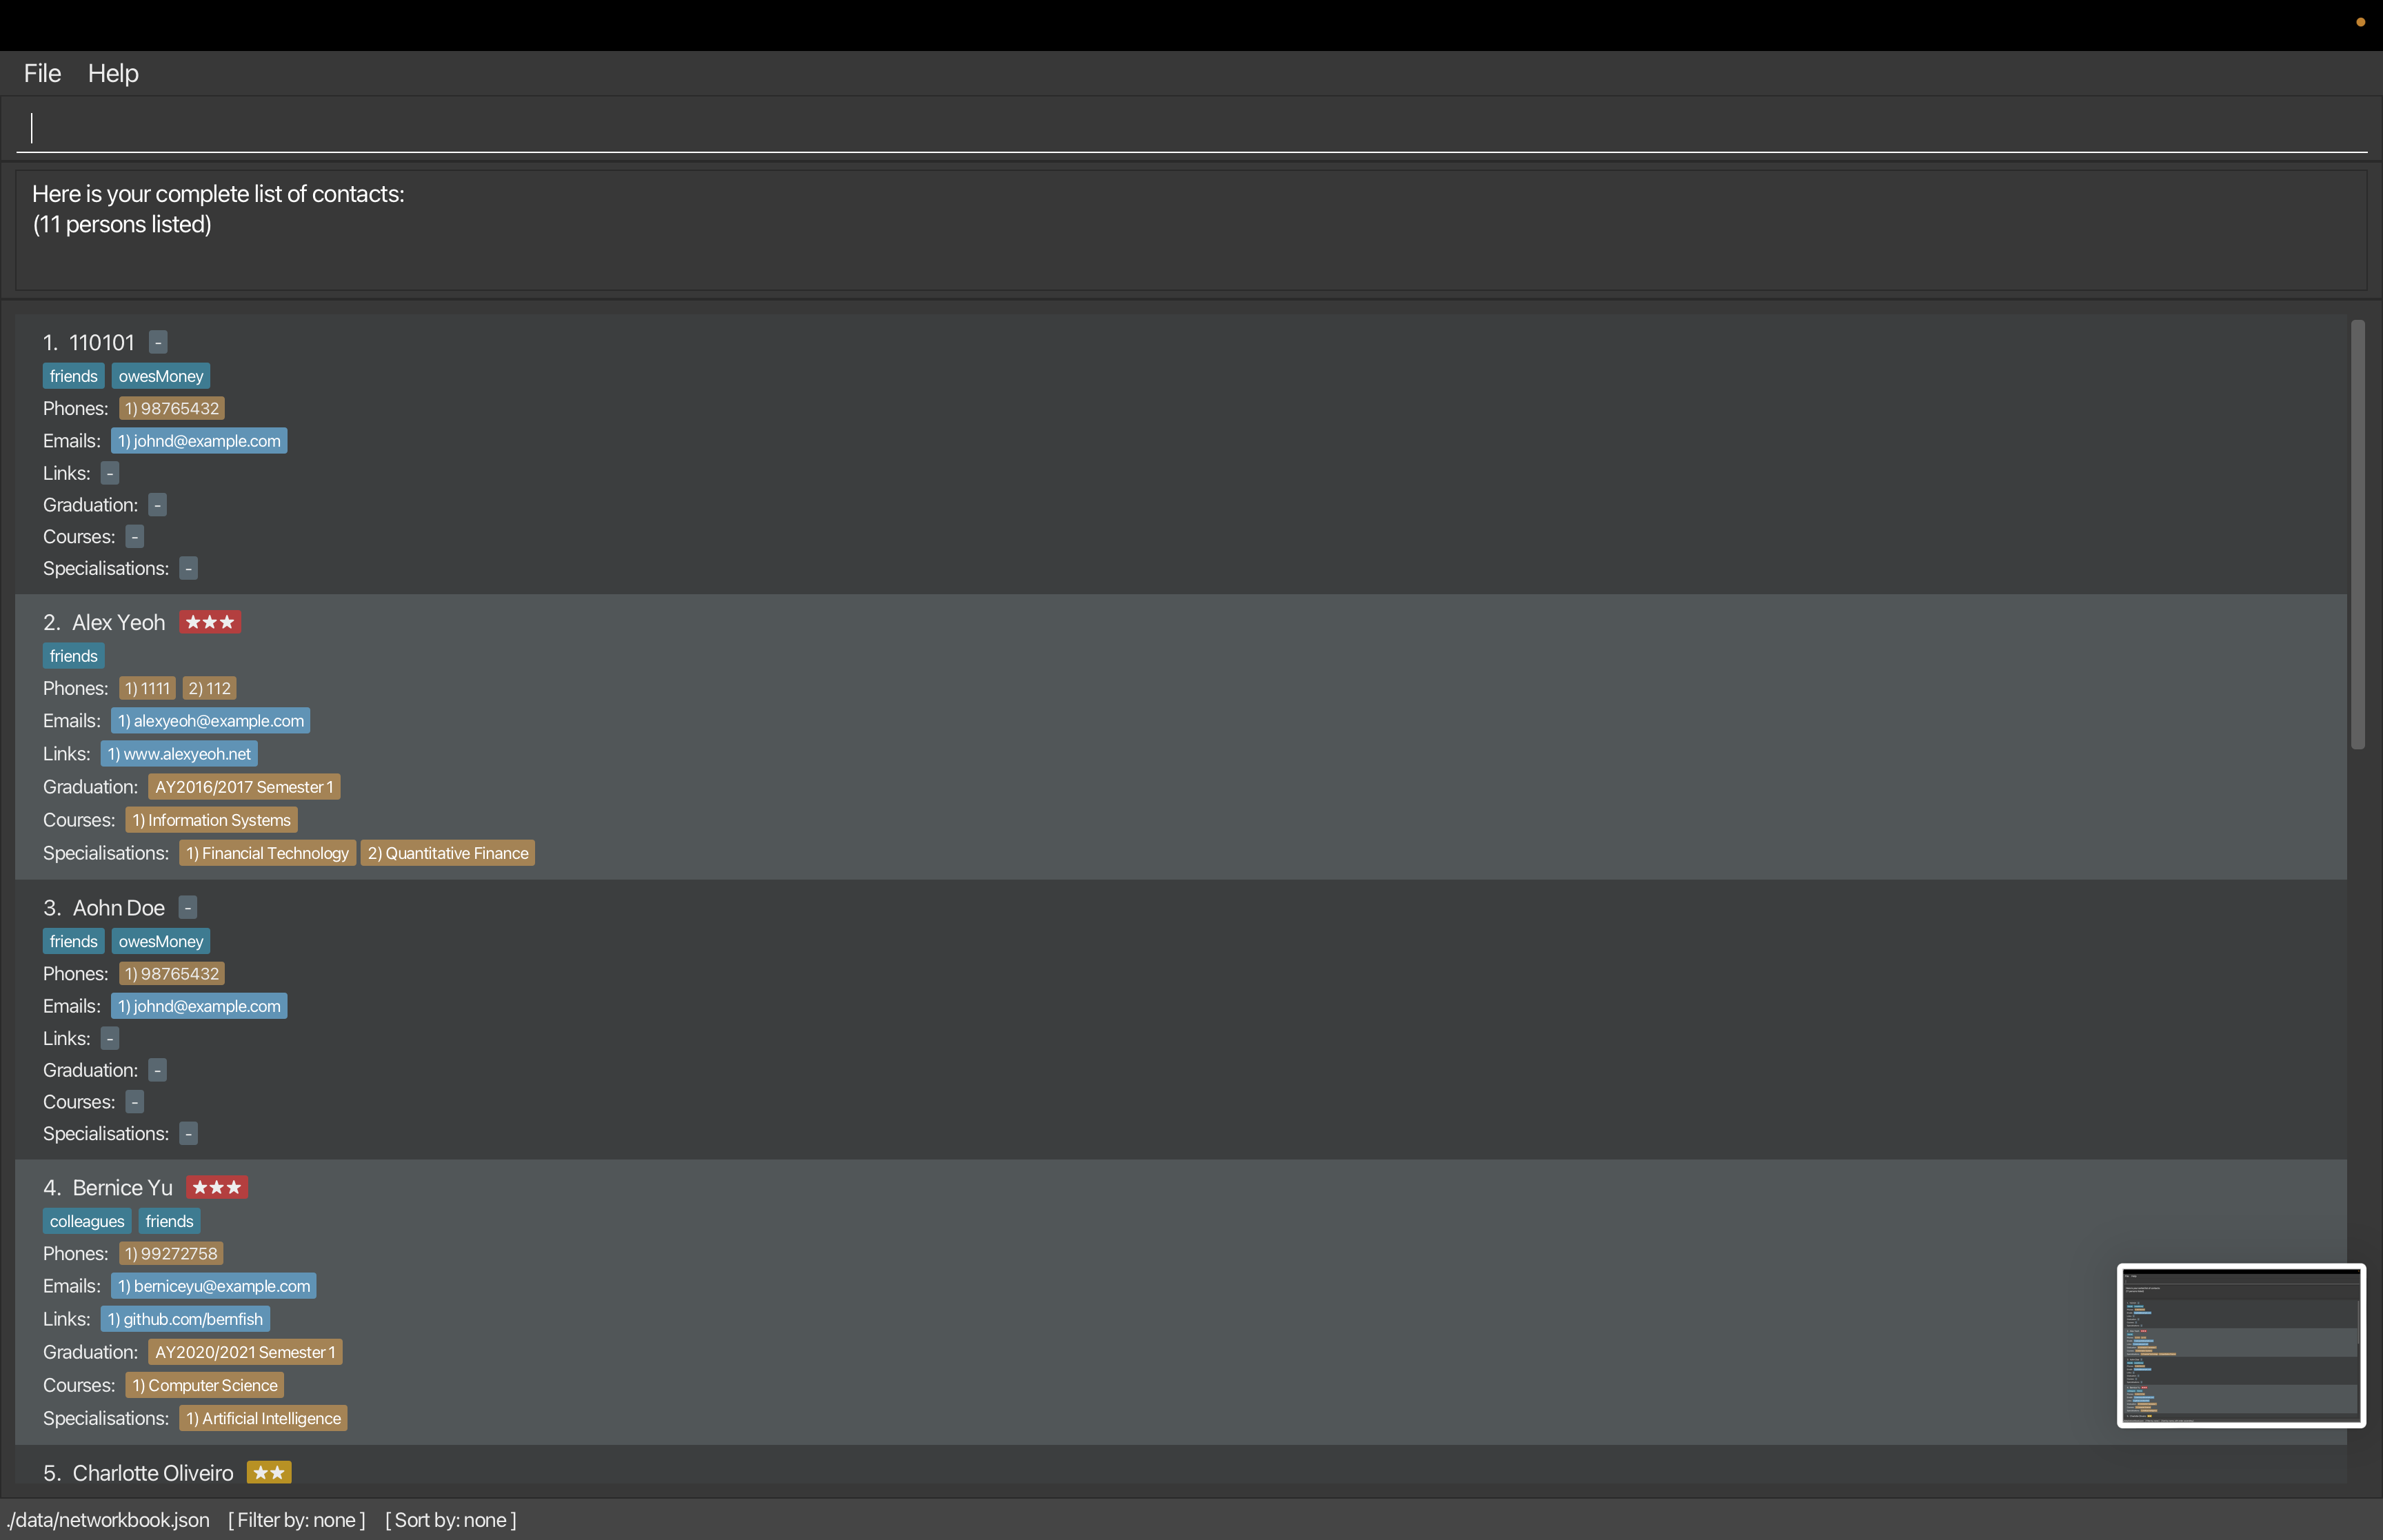 File Help
Here is your complete list of contacts:
(11 persons listed)
1. 110101 -
friends owesMoney
Phones: 1) 98765432
Emails: 1) johnd@example.com
Links: -
Graduation: -
Courses: -
Specialisations: -
2. Alex Yeoh ★★★
friends
Phones: 1) 1111 2) 112
Emails: 1) alexyeoh@example.com
Links: 1) www.alexyeoh.net
Graduation: AY2016/2017 Semester 1
Courses: 1) Information Systems
Specialisations: 1) Financial Technology 2) Quantitative Finance
3. Aohn Doe -
friends owesMoney
Phones: 1) 98765432
Emails: 1) johnd@example.com
Links: -
Graduation: -
Courses: -
Specialisations: -
4. Bernice Yu ★★★
colleagues friends
Phones: 1) 99272758
Emails: 1) berniceyu@example.com
Links: 1) github.com/bernfish
Graduation: AY2020/2021 Semester 1
Courses: 1) Computer Science
Specialisations: 1) Artificial Intelligence
5. Charlotte Oliveiro ★★
./data/networkbook.json [ Filter by: none ] [ Sort by: none ]